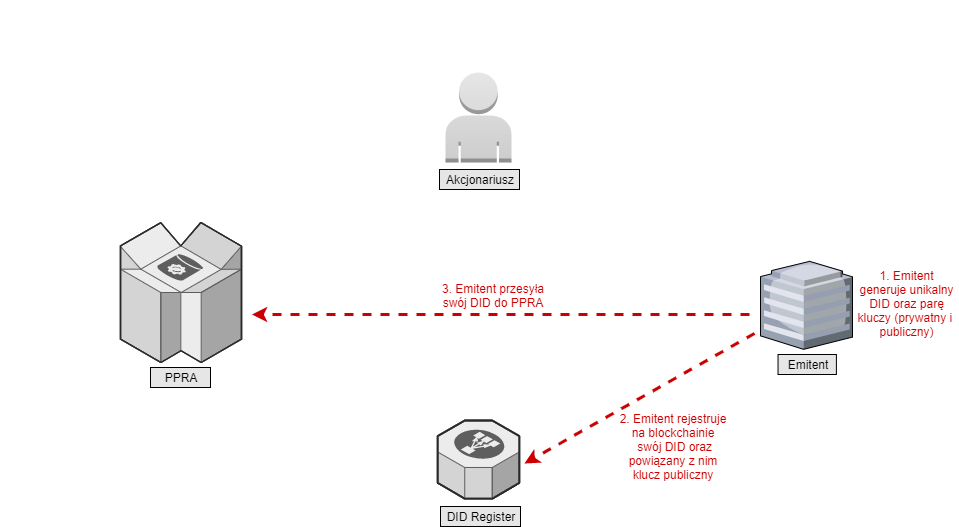 Akcjonariusz
1. Emitent
generuje unikalny
DID oraz parę
kluczy (prywatny i
publiczny)
3. Emitent przesyła
swój DID do PPRA
Emitent
PPRA
2. Emitent rejestruje
na blockchainie
swój DID oraz
powiązany z nim
klucz publiczny
DID Register